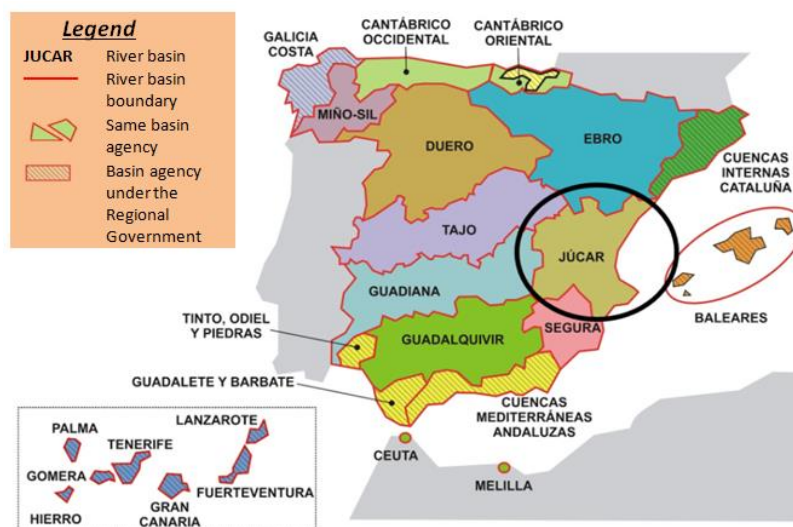 Legend
JUCAR River basin
River basin
boundary
Same basin
agency
Basin agency
under the
Regional
Government
GALICIA
COSTA
CANTÁBRICO
OCCIDENTAL
CANTÁBRICO
ORIENTAL
MIÑO-SIL
DUERO
EBRO
CUENCAS
INTERNAS
CATALUÑA
TAJO
JÚCAR
GUADIANA
BALEARES
TINTO, ODIEL
Y PIEDRAS
SEGURA
GUADALQUIVIR
GUADALETE Y BARBATE
CUENCAS
MEDITERRÁNEAS
ANDALUZAS
CEUTA
MELILLA
PALMA
LANZAROTE
TENERIFE
GOMERA
FUERTEVENTURA
HIERRO
GRAN
CANARIA